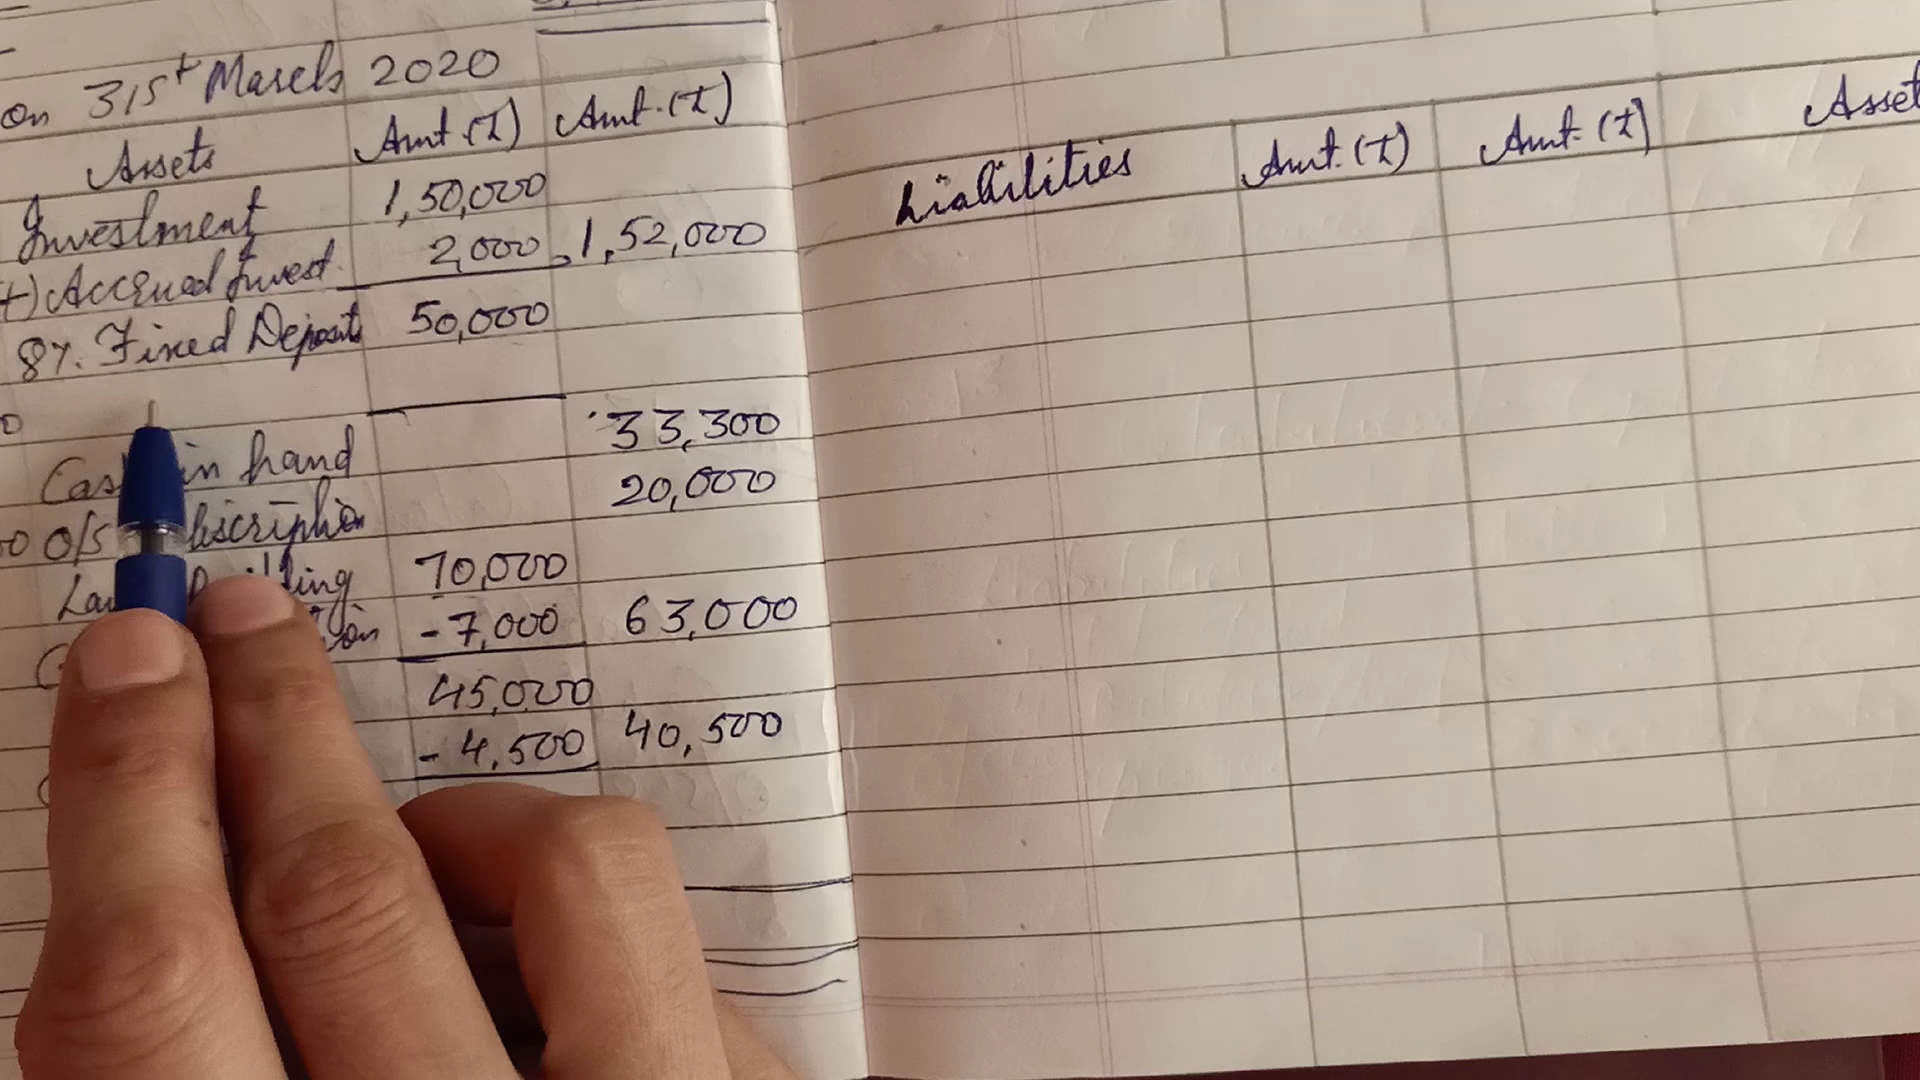 on 31st March 2020
Assets Amt.(₹) Amt.(₹)
Investment 1,50,000
(+) Accrued Invest. 2,000 1,52,000
8%. Fixed Deposit 50,000
Cash in hand 33,300
O/S 20,000
70,000
- 7,000 63,000
45,000
- 4,500 40,500
Liabilities Amt.(₹) Amt.(₹) Asset